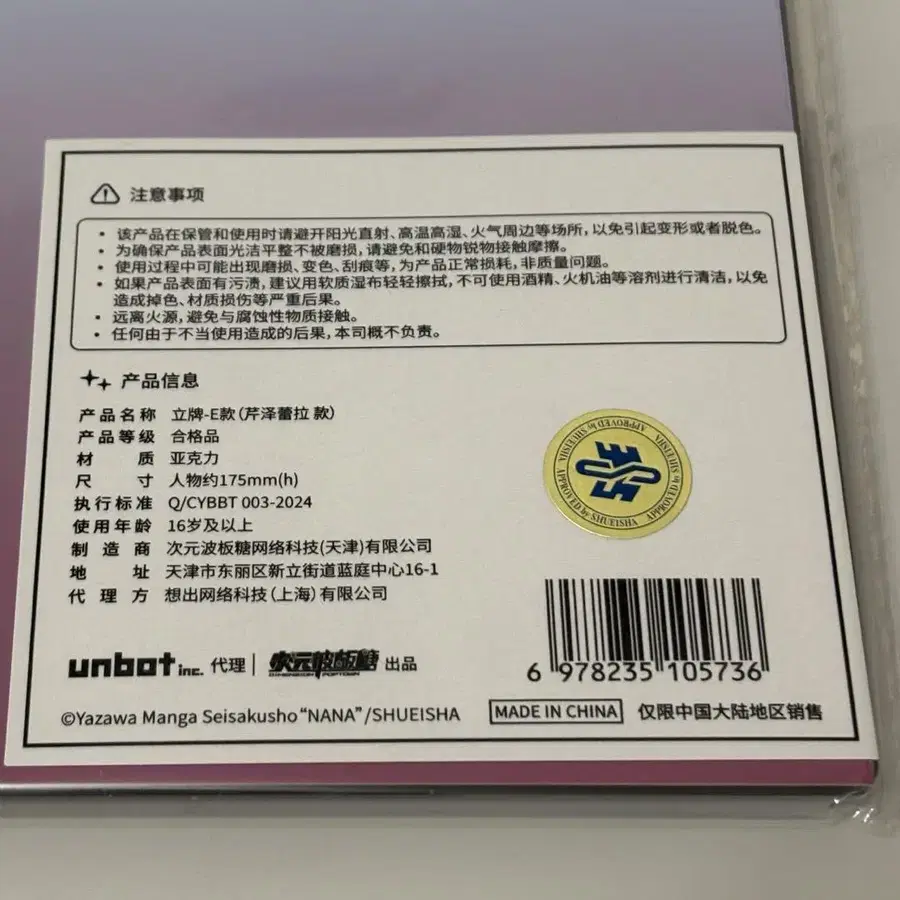 注意事项
• 该产品在保管和使用时请避开阳光直射、高温高湿、火气周边等场所,以免引起变形或者脱色。
• 为确保产品表面光洁平整不被磨损,请避免和硬物锐物接触摩擦。
• 使用过程中可能出现磨损、变色、刮痕等,为产品正常损耗,非质量问题。
• 如果产品表面有污渍,建议用软质湿布轻轻擦拭,不可使用酒精、火机油等溶剂进行清洁,以免
造成掉色、材质损伤等严重后果。
• 远离火源,避免与腐蚀性物质接触。
• 任何由于不当使用造成的后果,本司概不负责。
产品信息
产品名称 立牌-E款(芹泽蕾拉 款)
产品等级 合格品
材质 亚克力
尺寸 人物约175mm(h)
执行标准 Q/CYBBT 003-2024
使用年龄 16岁及以上
制造商 次元波板糖网络科技(天津)有限公司
地址 天津市东丽区新立街道蓝庭中心16-1
代理方 想出网络科技(上海)有限公司
APPROVED by SHUEISHA APPROVED by SHUEISHA APPROVED by SHUEISHA
unbot inc. 代理 | 次元波板糖 出品
DIMENSION POPTOWN
6 978235 105736
©Yazawa Manga Seisakusho “NANA”/SHUEISHA
MADE IN CHINA 仅限中国大陆地区销售